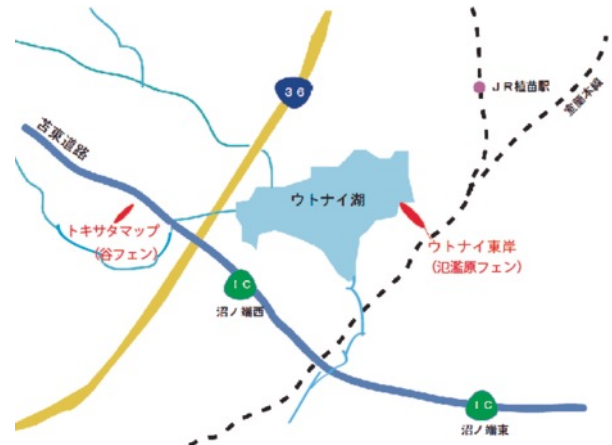 36
JR植苗駅
室蘭本線
苫東道路
ウトナイ湖
トキサタマップ
(谷フェン)
ウトナイ東岸
(氾濫原フェン)
IC
沼ノ端西
IC
沼ノ端東